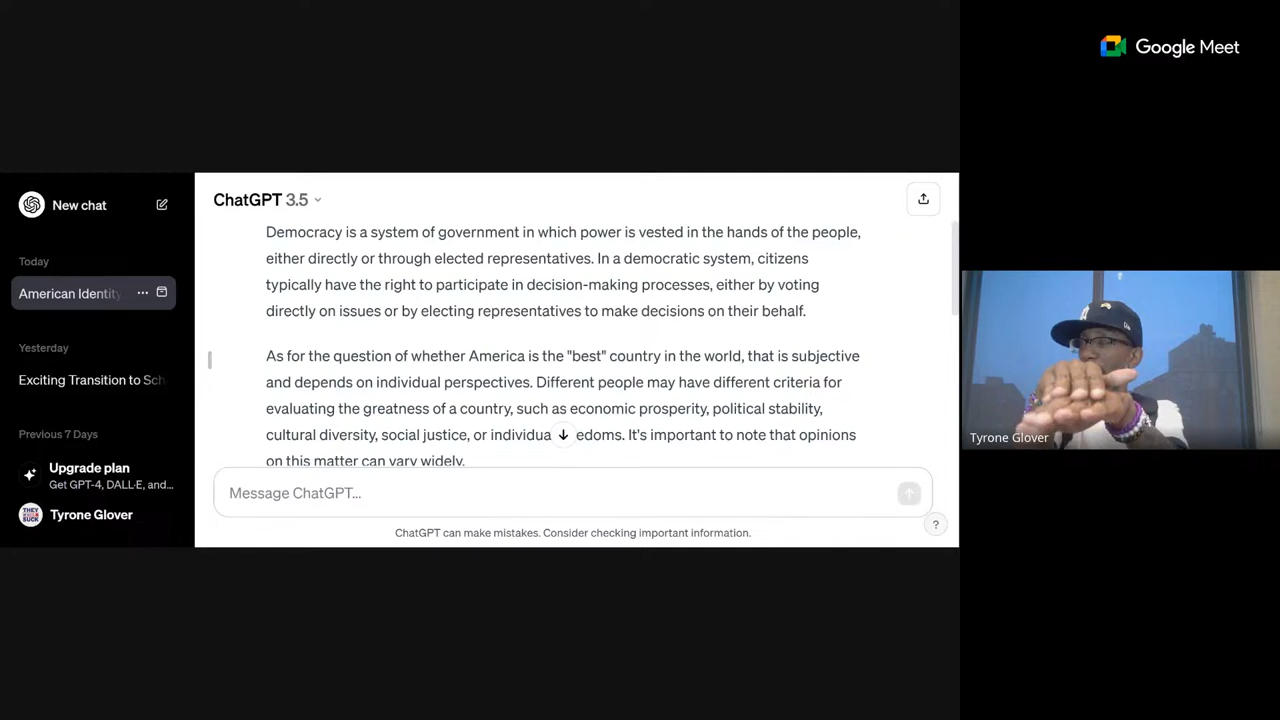 Google Meet
New chat
Today
American Identity
Yesterday
Exciting Transition to Sch
Previous 7 Days
Upgrade plan
Get GPT-4, DALL·E, and...
Tyrone Glover
ChatGPT 3.5
Democracy is a system of government in which power is vested in the hands of the people,
either directly or through elected representatives. In a democratic system, citizens
typically have the right to participate in decision-making processes, either by voting
directly on issues or by electing representatives to make decisions on their behalf.
As for the question of whether America is the "best" country in the world, that is subjective
and depends on individual perspectives. Different people may have different criteria for
evaluating the greatness of a country, such as economic prosperity, political stability,
cultural diversity, social justice, or individua edoms. It's important to note that opinions
on this matter can vary widely.
Message ChatGPT...
ChatGPT can make mistakes. Consider checking important information.
?
Tyrone Glover